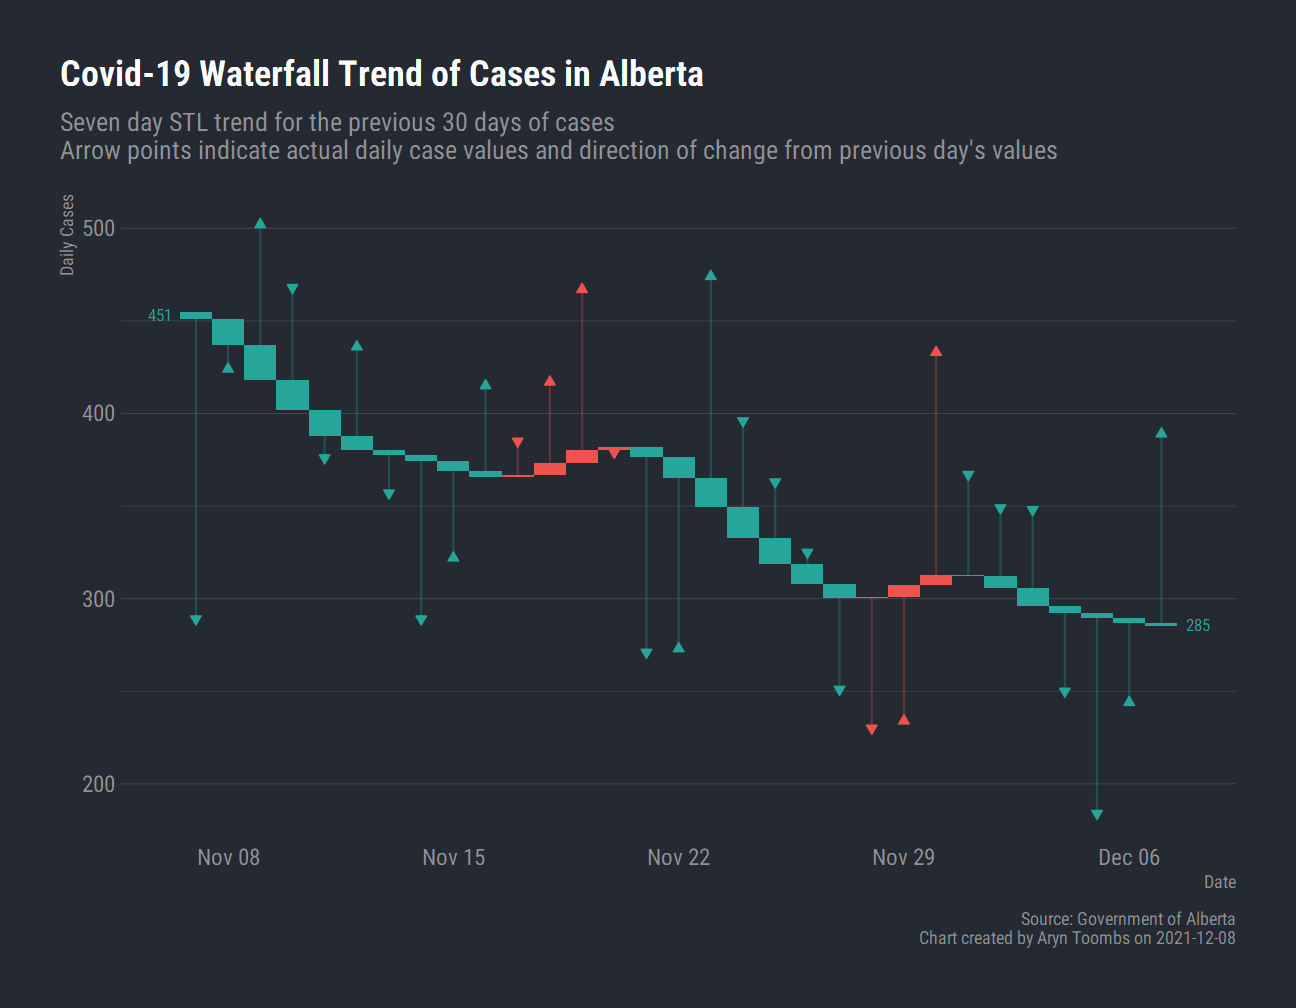 Covid-19 Waterfall Trend of Cases in Alberta
Seven day STL trend for the previous 30 days of cases
Arrow points indicate actual daily case values and direction of change from previous day's values
Daily Cases
500
451
400
300
285
200
Nov 08
Nov 15
Nov 22
Nov 29
Dec 06
Date
Source: Government of Alberta
Chart created by Aryn Toombs on 2021-12-08